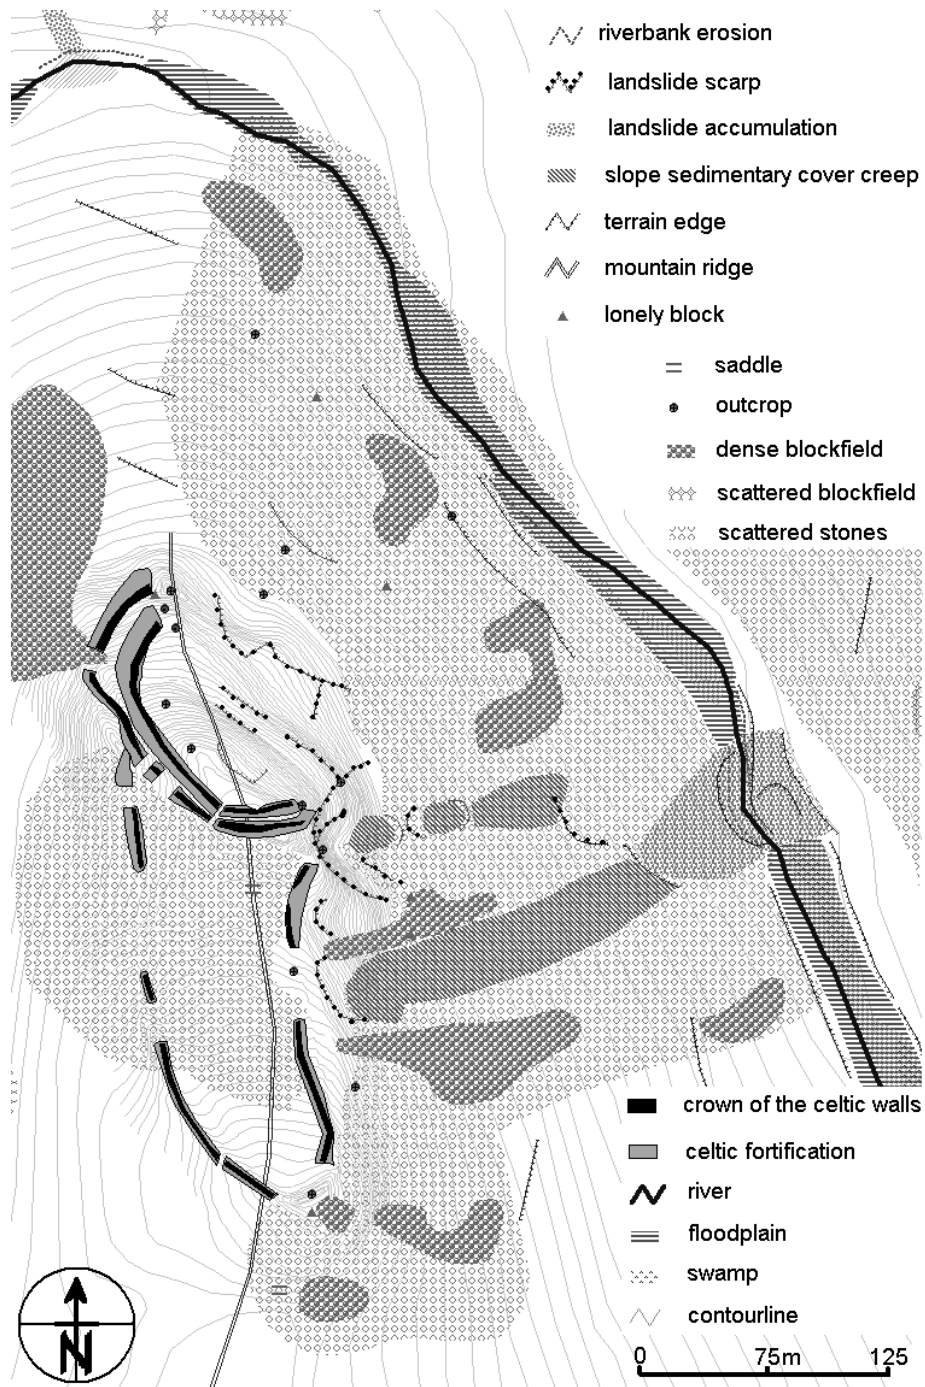 riverbank erosion
landslide scarp
landslide accumulation
slope sedimentary cover creep
terrain edge
mountain ridge
lonely block
saddle
outcrop
dense blockfield
scattered blockfield
scattered stones
crown of the celtic walls
celtic fortification
river
floodplain
swamp
contourline
N
0 75m 125